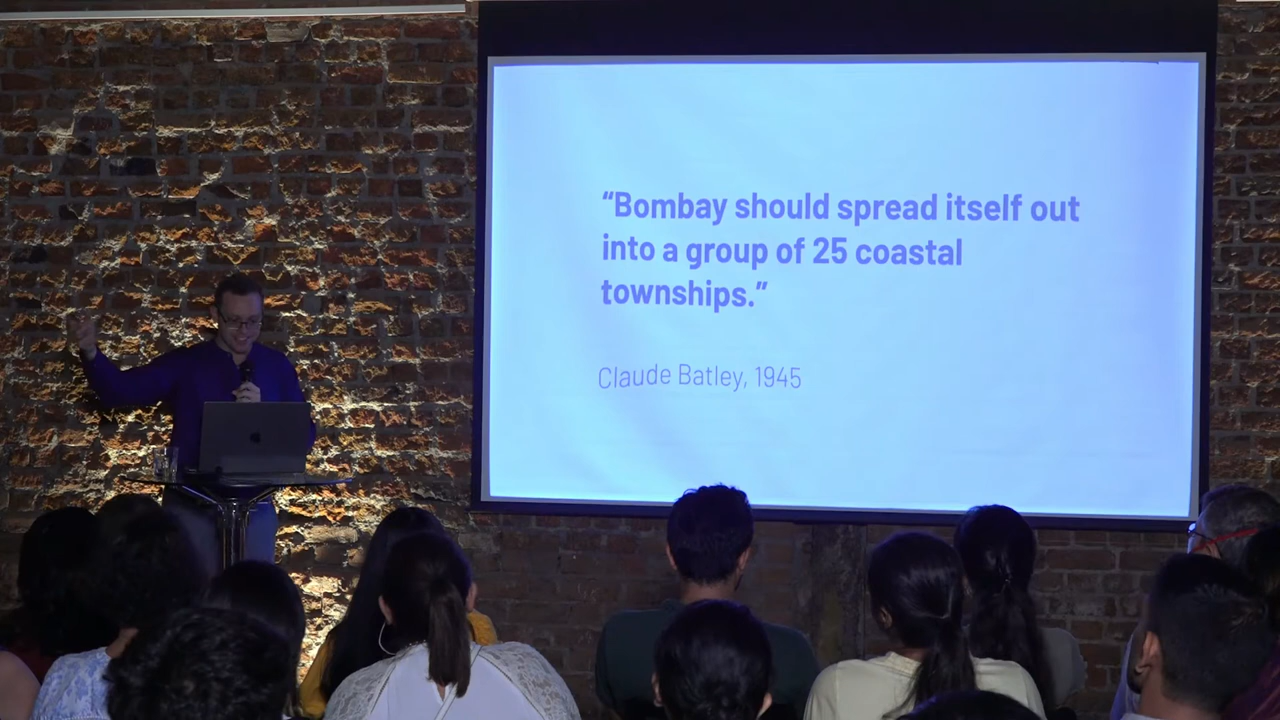 “Bombay should spread itself out
into a group of 25 coastal
townships.”
Claude Batley, 1945